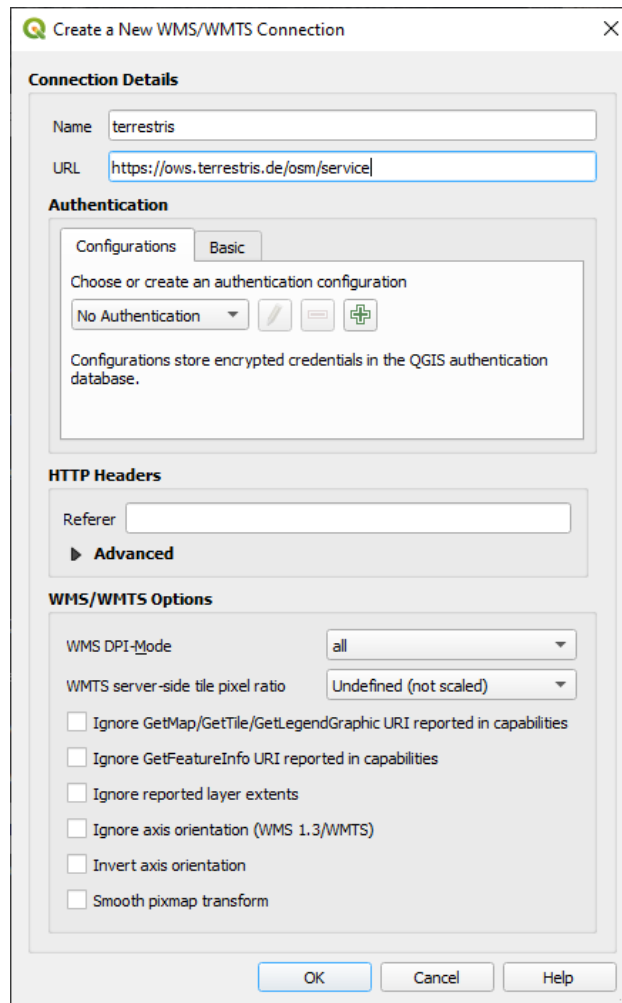 Create a New WMS/WMTS Connection
Connection Details
Name terrestris
URL https://ows.terrestris.de/osm/service
Authentication
Configurations Basic
Choose or create an authentication configuration
No Authentication
Configurations store encrypted credentials in the QGIS authentication
database.
HTTP Headers
Referer
Advanced
WMS/WMTS Options
WMS DPI-Mode all
WMTS server-side tile pixel ratio Undefined (not scaled)
Ignore GetMap/GetTile/GetLegendGraphic URI reported in capabilities
Ignore GetFeatureInfo URI reported in capabilities
Ignore reported layer extents
Ignore axis orientation (WMS 1.3/WMTS)
Invert axis orientation
Smooth pixmap transform
OK Cancel Help